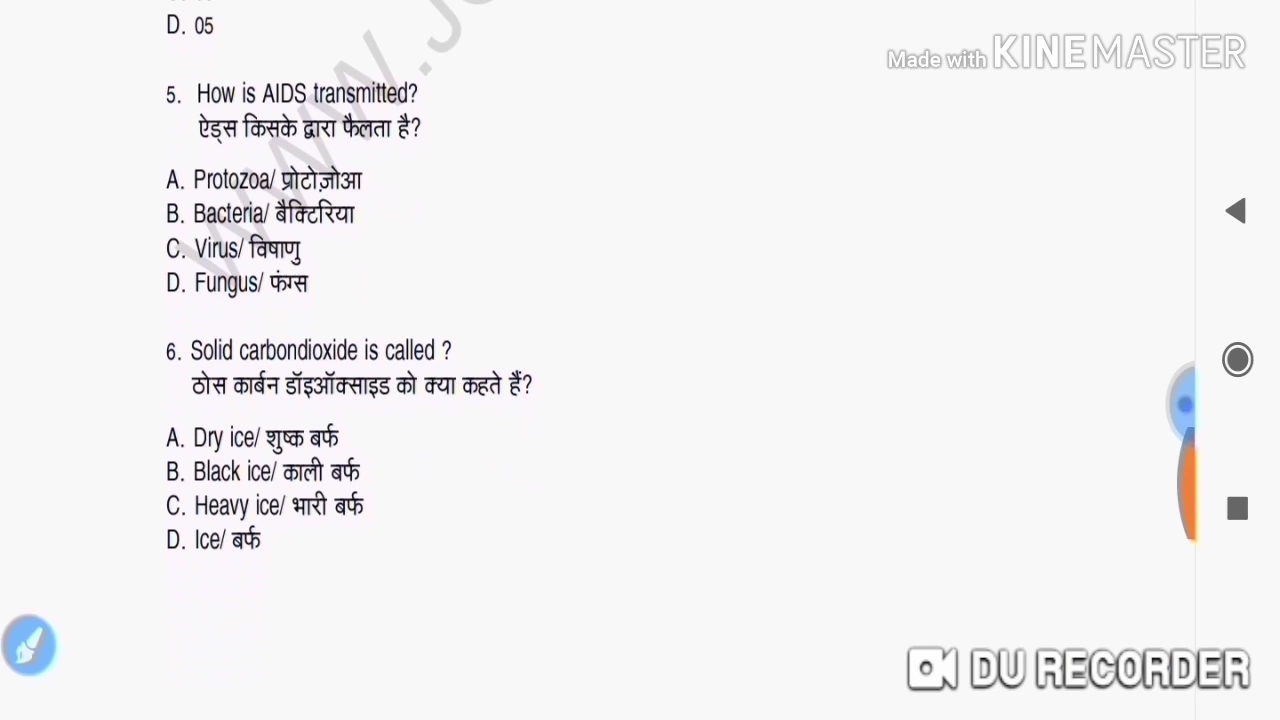 D. 05
Made with KINEMASTER
5. How is AIDS transmitted?
ऐड्स किसके द्वारा फैलता है?
A. Protozoa/ प्रोटोज़ोआ
B. Bacteria/ बैक्टिरिया
C. Virus/ विषाणु
D. Fungus/ फंग्स
6. Solid carbondioxide is called ?
ठोस कार्बन डॉइऑक्साइड को क्या कहते हैं?
A. Dry ice/ शुष्क बर्फ
B. Black ice/ काली बर्फ
C. Heavy ice/ भारी बर्फ
D. Ice/ बर्फ
DU RECORDER